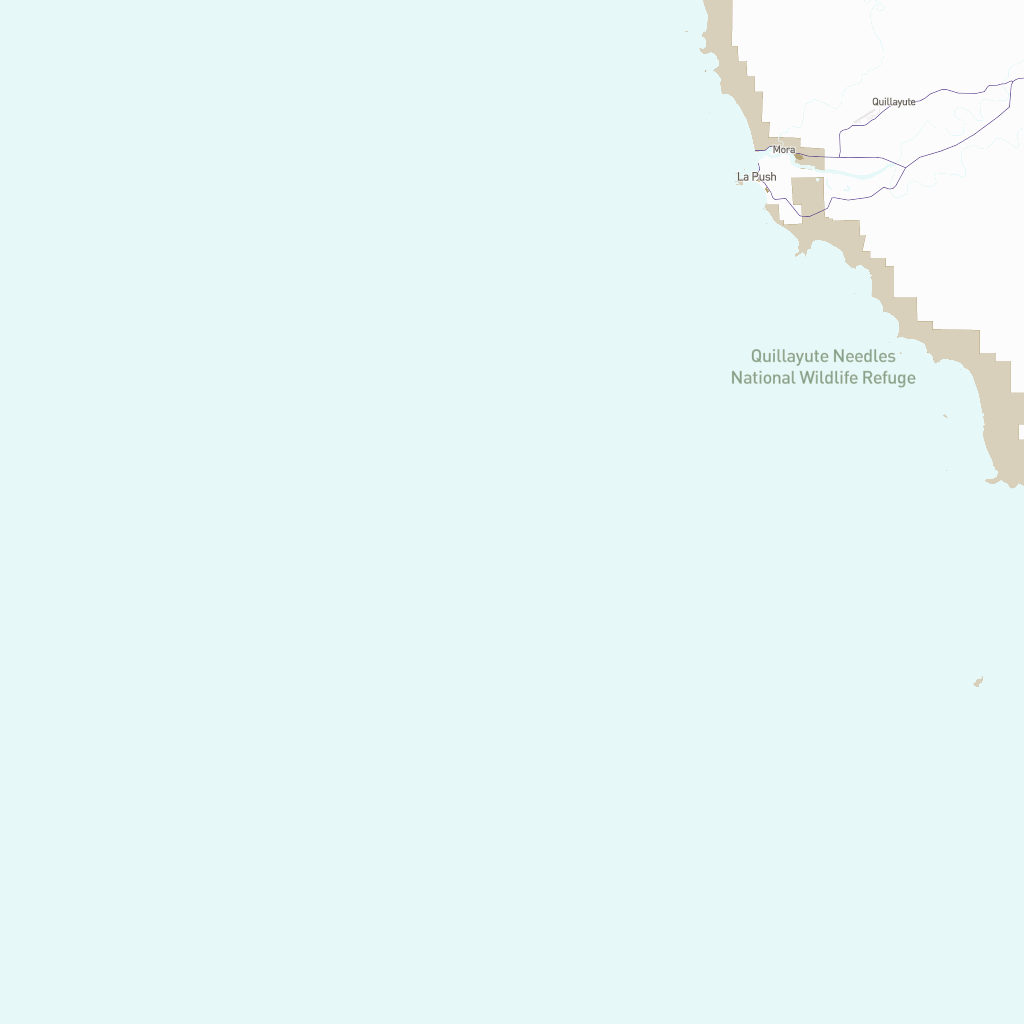 Quillayute
Mora
La Push
Quillayute Needles
National Wildlife Refuge